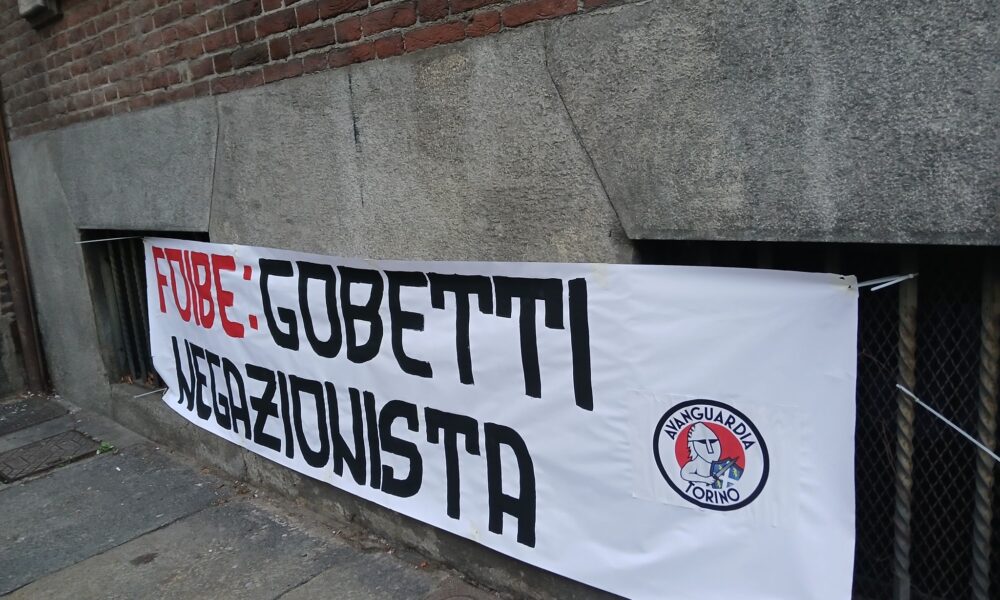 FOIBE: GOBETTI
NEGAZIONISTA
AVANGUARDIA
TORINO